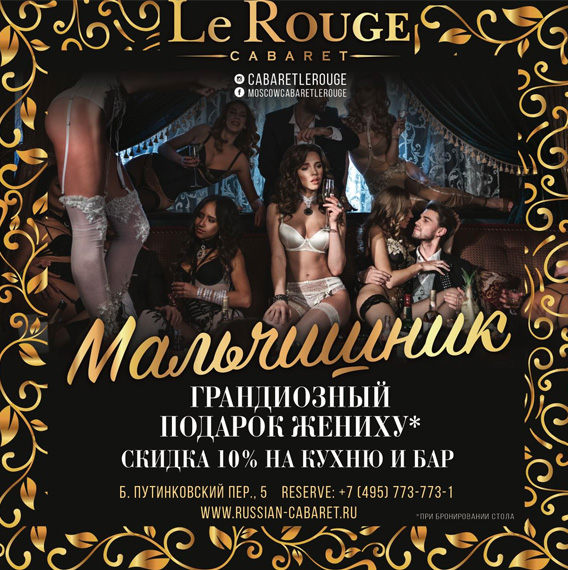 LE ROUGE
CABARET
CABARETLEROUGE
MOSCOWCABARETLEROUGE
Мальчишник
ГРАНДИОЗНЫЙ
ПОДАРОК ЖЕНИХУ*
СКИДКА 10% НА КУХНЮ И БАР
Б. ПУТИНКОВСКИЙ ПЕР., 5 RESERVE: +7 (495) 773-773-1
WWW.RUSSIAN-CABARET.RU
*ПРИ БРОНИРОВАНИИ СТОЛА